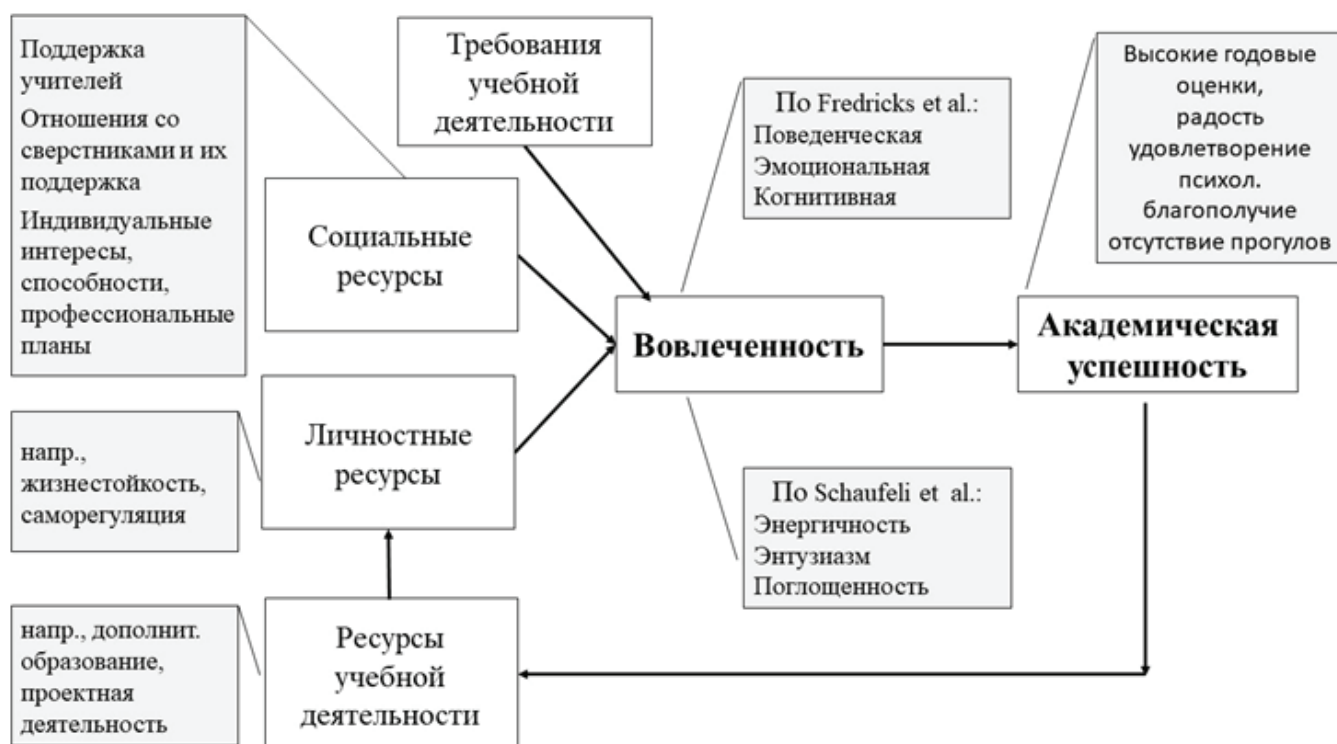 Поддержка
учителей
Отношения со
сверстниками и их
поддержка
Индивидуальные
интересы,
способности,
профессиональные
планы
Требования
учебной
деятельности
По Fredricks et al.:
Поведенческая
Эмоциональная
Когнитивная
Высокие годовые
оценки,
радость
удовлетворение
психол.
благополучие
отсутствие прогулов
Социальные
ресурсы
Вовлеченность
Академическая
успешность
напр.,
жизнестойкость,
саморегуляция
Личностные
ресурсы
По Schaufeli et al.:
Энергичность
Энтузиазм
Поглощенность
напр., дополнит.
образование,
проектная
деятельность
Ресурсы
учебной
деятельности